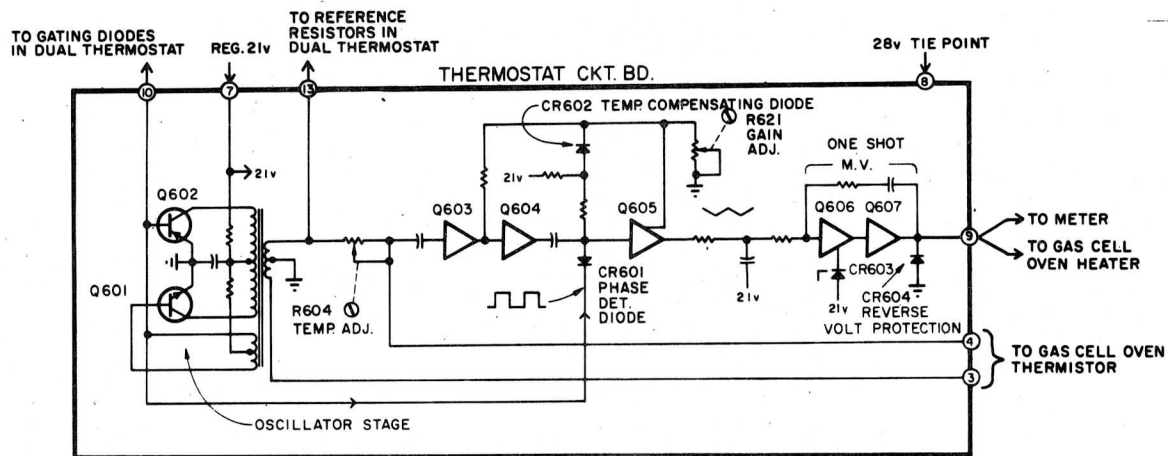 TO GATING DIODES
IN DUAL THERMOSTAT
REG. 21v
TO REFERENCE
RESISTORS IN
DUAL THERMOSTAT
28v TIE POINT
10
7
13
8
THERMOSTAT CKT. BD.
CR602 TEMP. COMPENSATING DIODE
R621
GAIN
ADJ.
ONE SHOT
M.V.
21v
Q602
21v
Q603
Q604
Q605
Q606
Q607
9
TO METER
TO GAS CELL
OVEN HEATER
Q601
R604
TEMP. ADJ.
CR601
PHASE
DET.
DIODE
21v
CR603
21v
CR604
REVERSE
VOLT PROTECTION
4
3
TO GAS CELL OVEN
THERMISTOR
OSCILLATOR STAGE